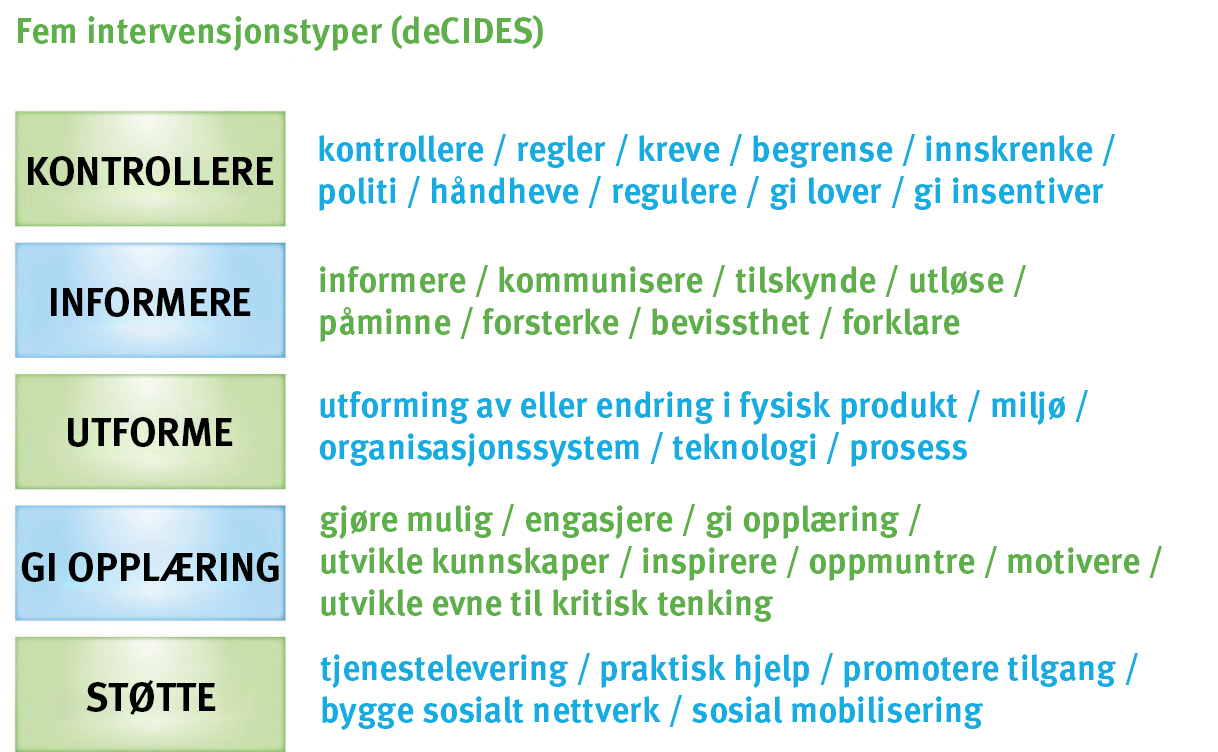 Fem intervensjonstyper (deCIDES)
KONTROLLERE
kontrollere / regler / kreve / begrense / innskrenke /
politi / håndheve / regulere / gi lover / gi insentiver
INFORMERE
informere / kommunisere / tilskynde / utløse /
påminne / forsterke / bevissthet / forklare
UTFORME
utforming av eller endring i fysisk produkt / miljø /
organisasjonssystem / teknologi / prosess
GI OPPLÆRING
gjøre mulig / engasjere / gi opplæring /
utvikle kunnskaper / inspirere / oppmuntre / motivere /
utvikle evne til kritisk tenking
STØTTE
tjenestelevering / praktisk hjelp / promotere tilgang /
bygge sosialt nettverk / sosial mobilisering